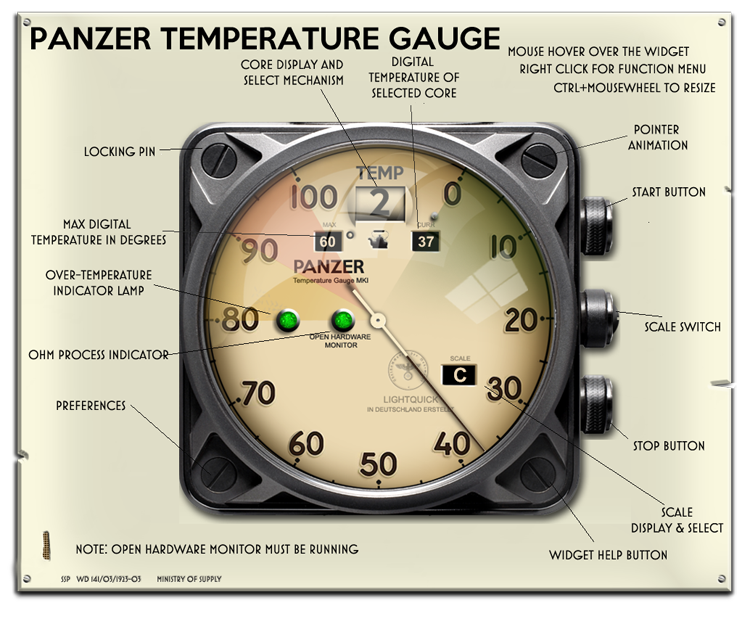 PANZER TEMPERATURE GAUGE
MOUSE HOVER OVER THE WIDGET
RIGHT CLICK FOR FUNCTION MENU
CTRL+MOUSEWHEEL TO RESIZE
CORE DISPLAY AND
SELECT MECHANISM
DIGITAL
TEMPERATURE OF
SELECTED CORE
LOCKING PIN
POINTER
ANIMATION
START BUTTON
MAX DIGITAL
TEMPERATURE IN DEGREES
OVER-TEMPERATURE
INDICATOR LAMP
SCALE SWITCH
OHM PROCESS INDICATOR
PREFERENCES
STOP BUTTON
SCALE
DISPLAY & SELECT
WIDGET HELP BUTTON
TEMP
2
100
0
MAX
60
37
90
10
PANZER
Temperature Gauge MKI
80
20
OPEN HARDWARE
MONITOR
SCALE
C
70
30
LIGHTQUICK
IN DEUTSCHLAND
60
40
50
NOTE: OPEN HARDWARE MONITOR MUST BE RUNNING
SSP WD 141/03/1923-03 MINISTRY OF SUPPLY